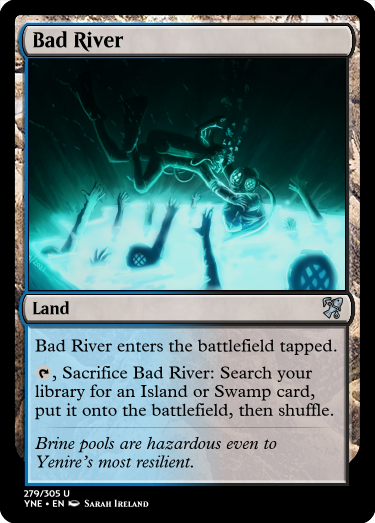 Bad River
Land
Bad River enters the battlefield tapped.
, Sacrifice Bad River: Search your
library for an Island or Swamp card,
put it onto the battlefield, then shuffle.
Brine pools are hazardous even to
Yenire's most resilient.
279/305 U
YNE • EN Sarah Ireland